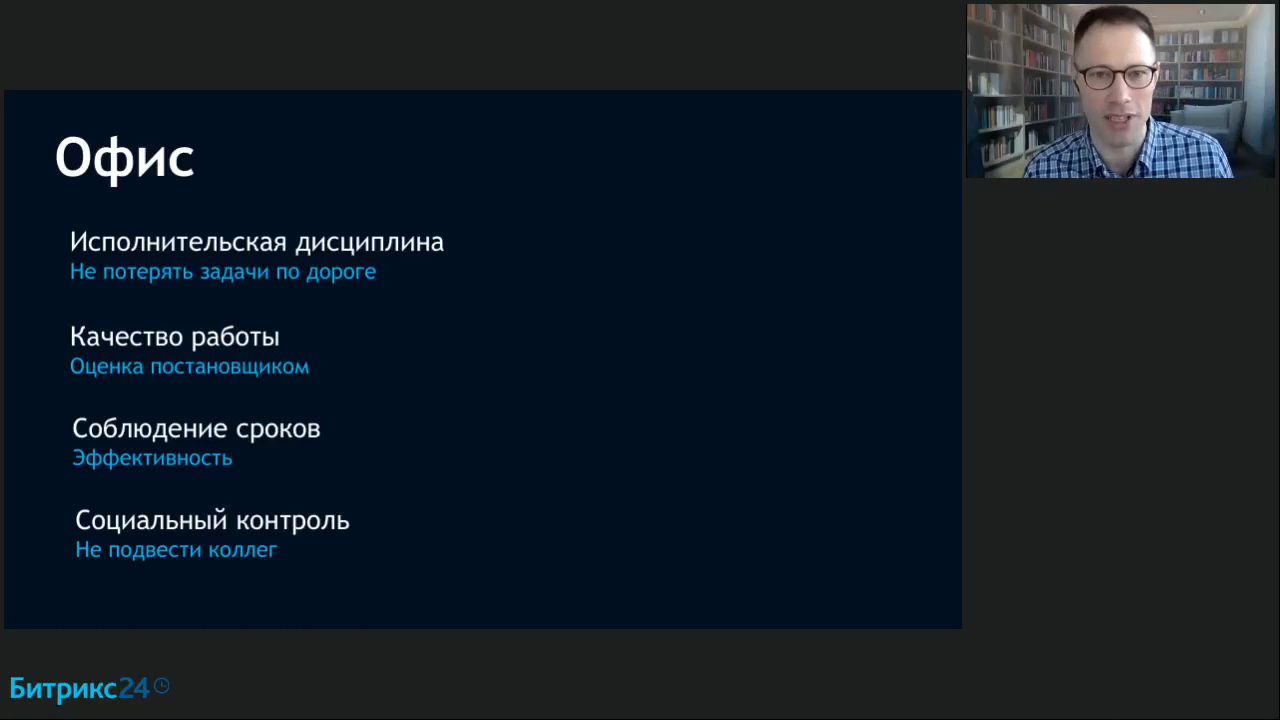 Офис
Исполнительская дисциплина
Не потерять задачи по дороге
Качество работы
Оценка постановщиком
Соблюдение сроков
Эффективность
Социальный контроль
Не подвести коллег
Битрикс24